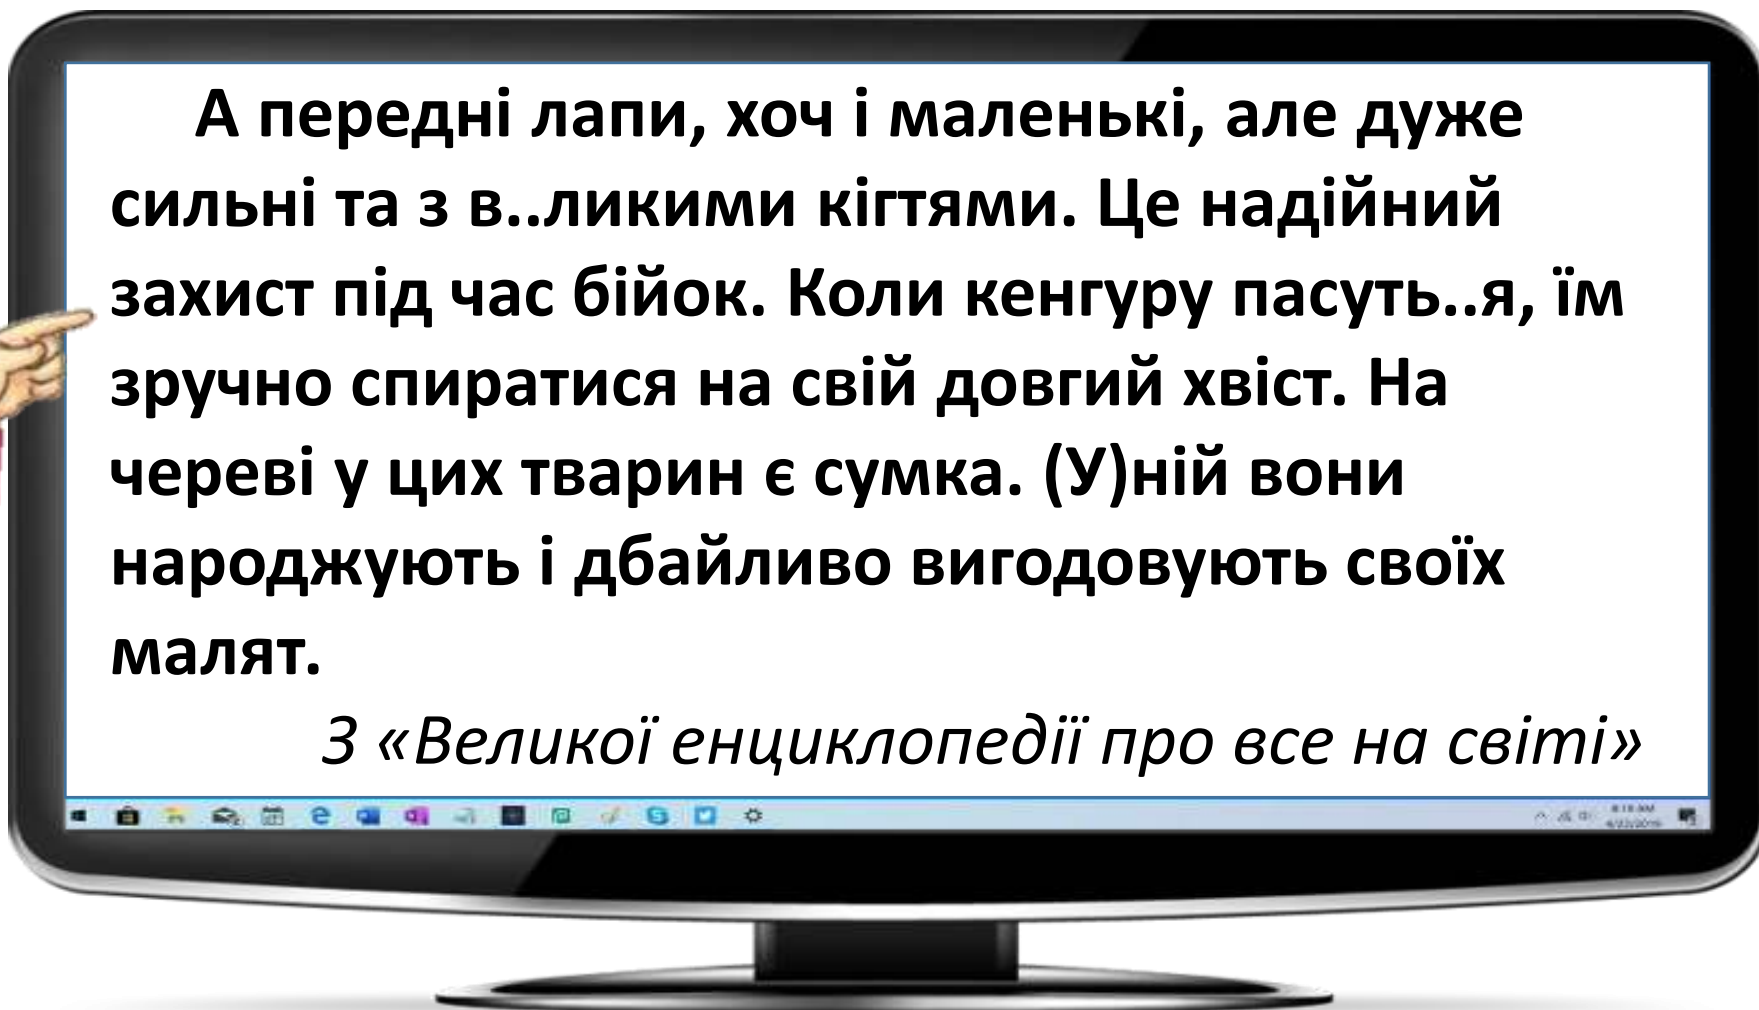 А передні лапи, хоч і маленькі, але дуже
сильні та з в..ликими кігтями. Це надійний
захист під час бійок. Коли кенгуру пасуть..я, їм
зручно спиратися на свій довгий хвіст. На
череві у цих тварин є сумка. (У)ній вони
народжують і дбайливо вигодовують своїх
малят.
З «Великої енциклопедії про все на світі»